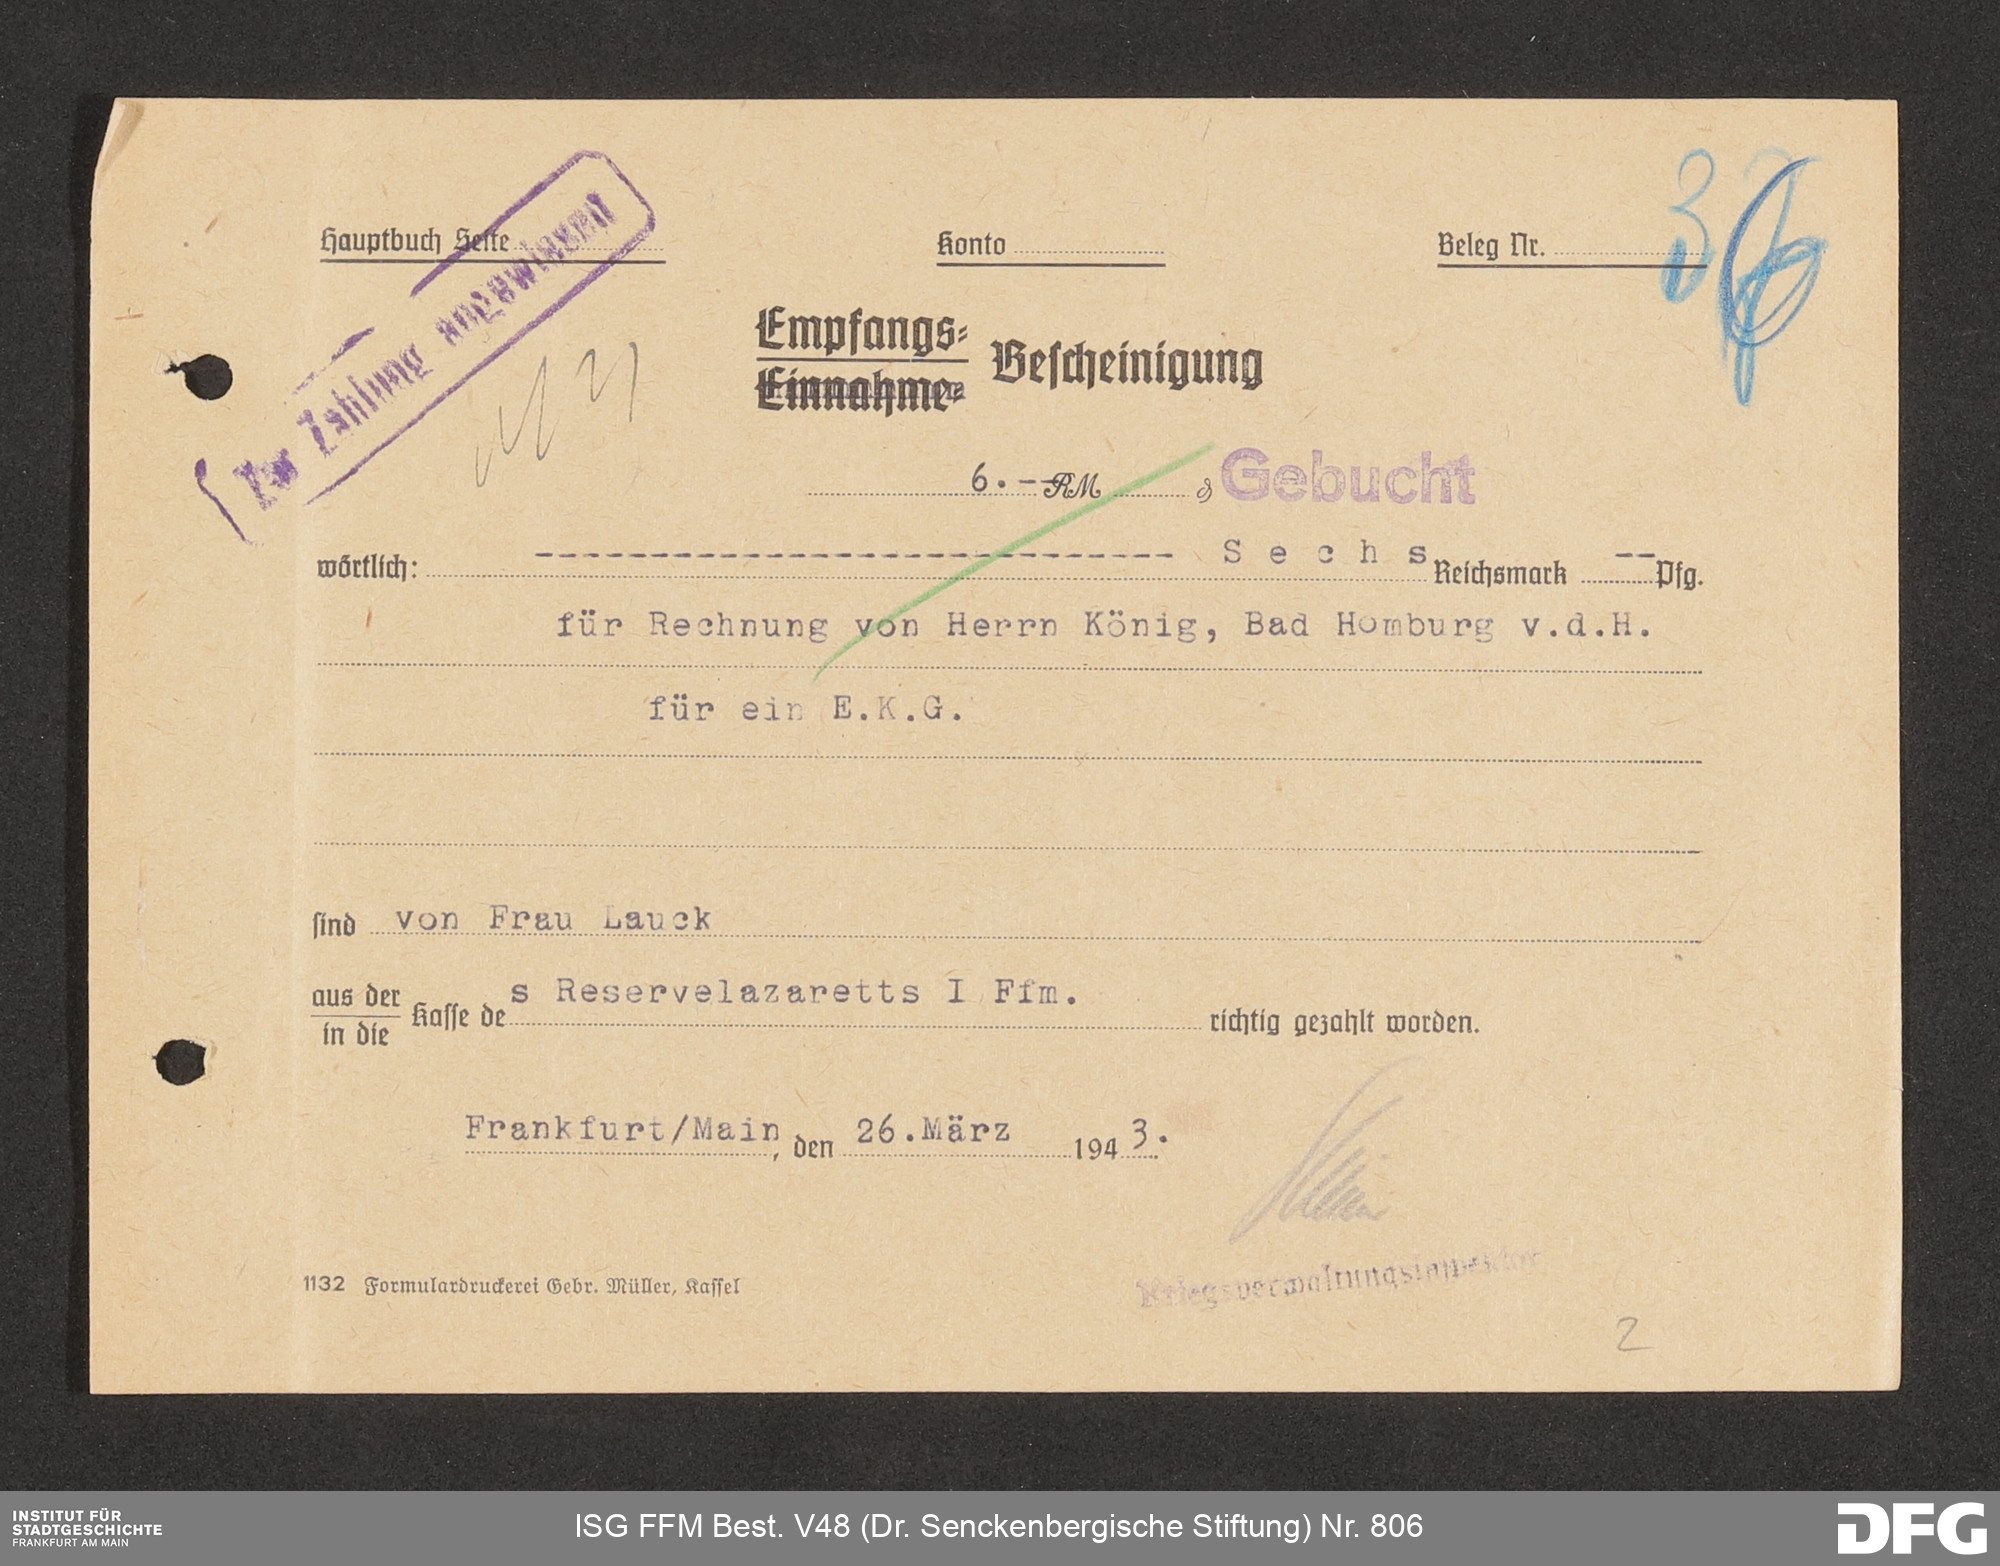 Hauptbuch Seite
Konto
Beleg Nr.
Zur Zahlung angewiesen
Empfangs-
Einnahme-
Bescheinigung
6.-- RM
Gebucht
wörtlich: --------------------------- S e c h s Reichsmark -- Pfg.
für Rechnung von Herrn König, Bad Homburg v.d.H.
für ein E.K.G.
sind von Frau Lauck
aus der
in die
Kasse des Reservelazaretts I Ffm. richtig gezahlt worden.
Frankfurt/Main, den 26.März 1943.
Kriegsverwaltungsinspektor
1132 Formulardruckerei Gebr. Müller, Kassel
2
INSTITUT FÜR
STADTGESCHICHTE
FRANKFURT AM MAIN
ISG FFM Best. V48 (Dr. Senckenbergische Stiftung) Nr. 806
DFG